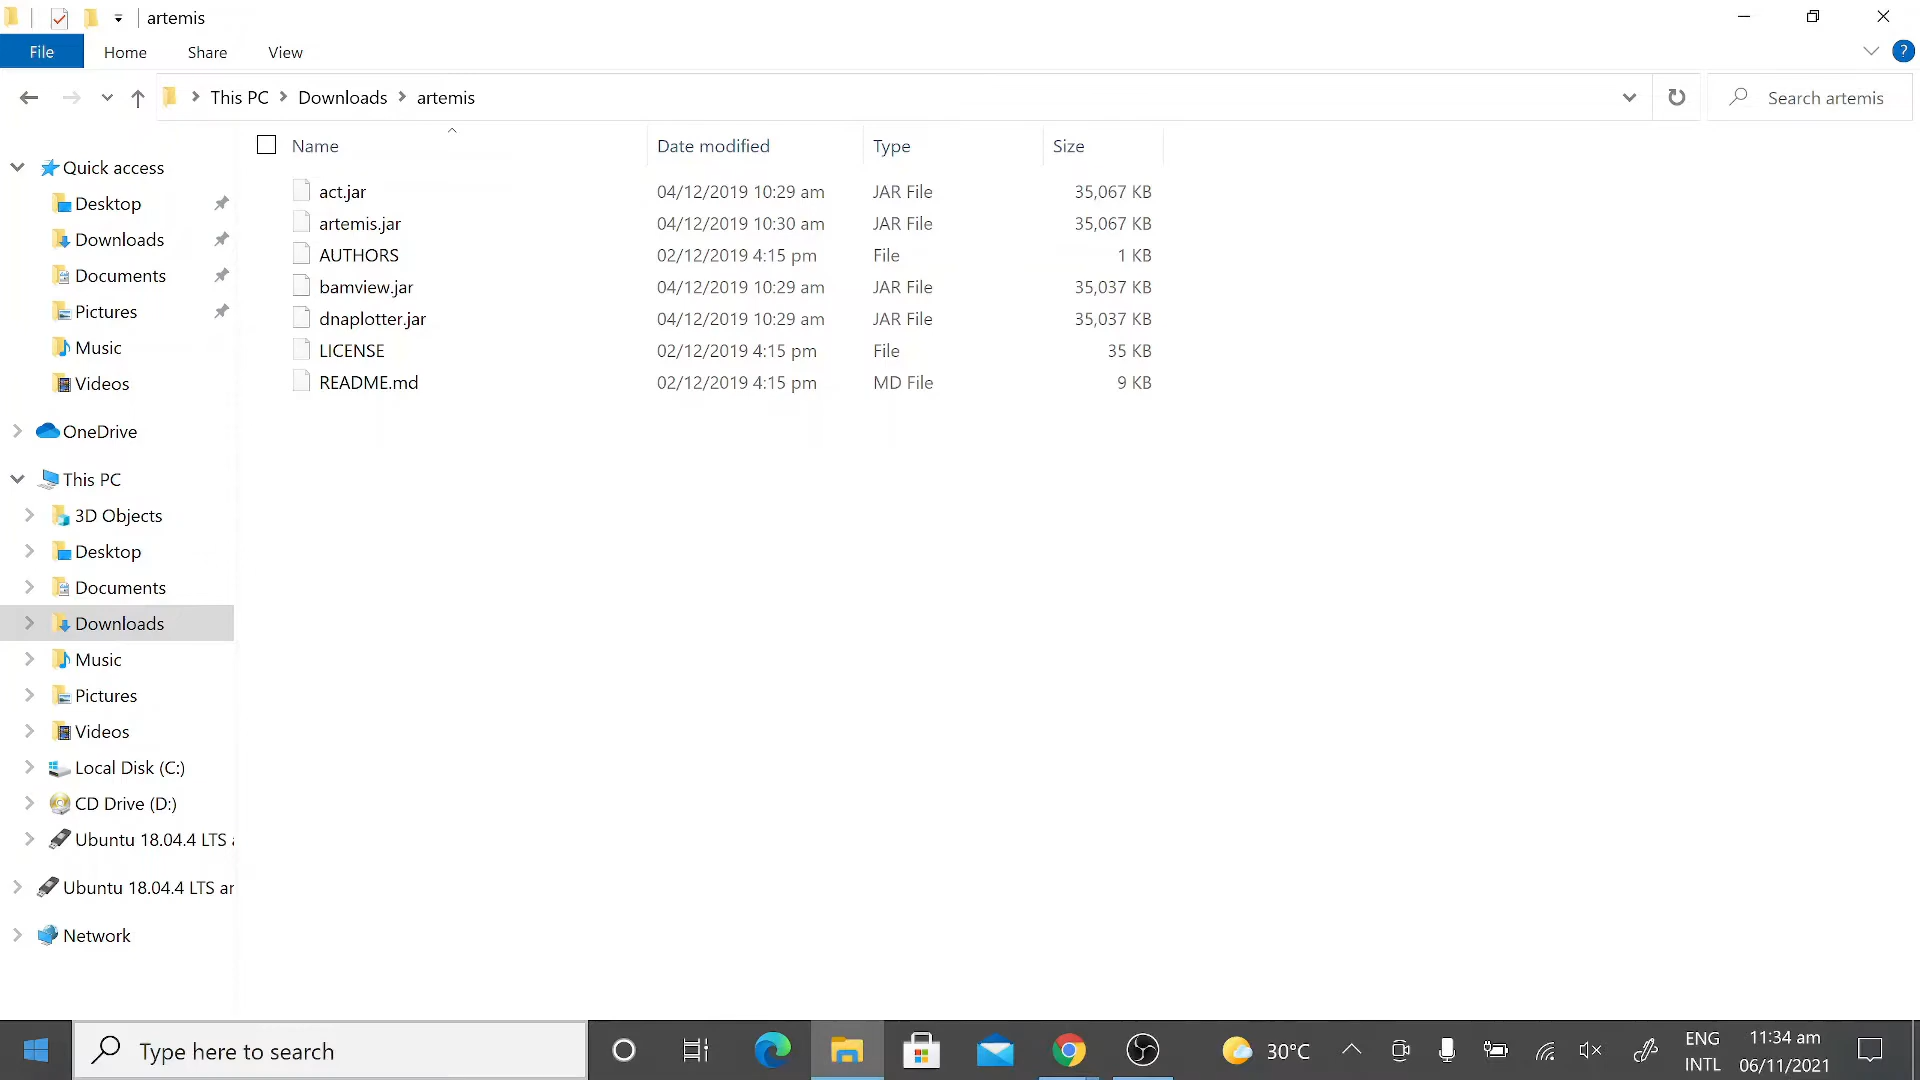 artemis
File Home Share View
This PC Downloads artemis
Search artemis
Name Date modified Type Size
act.jar 04/12/2019 10:29 am JAR File 35,067 KB
artemis.jar 04/12/2019 10:30 am JAR File 35,067 KB
AUTHORS 02/12/2019 4:15 pm File 1 KB
bamview.jar 04/12/2019 10:29 am JAR File 35,037 KB
dnaplotter.jar 04/12/2019 10:29 am JAR File 35,037 KB
LICENSE 02/12/2019 4:15 pm File 35 KB
README.md 02/12/2019 4:15 pm MD File 9 KB
Quick access
Desktop
Downloads
Documents
Pictures
Music
Videos
OneDrive
This PC
3D Objects
Desktop
Documents
Downloads
Music
Pictures
Videos
Local Disk (C:)
CD Drive (D:)
Ubuntu 18.04.4 LTS a
Ubuntu 18.04.4 LTS ar
Network
Type here to search
30°C
ENG
INTL
11:34 am
06/11/2021